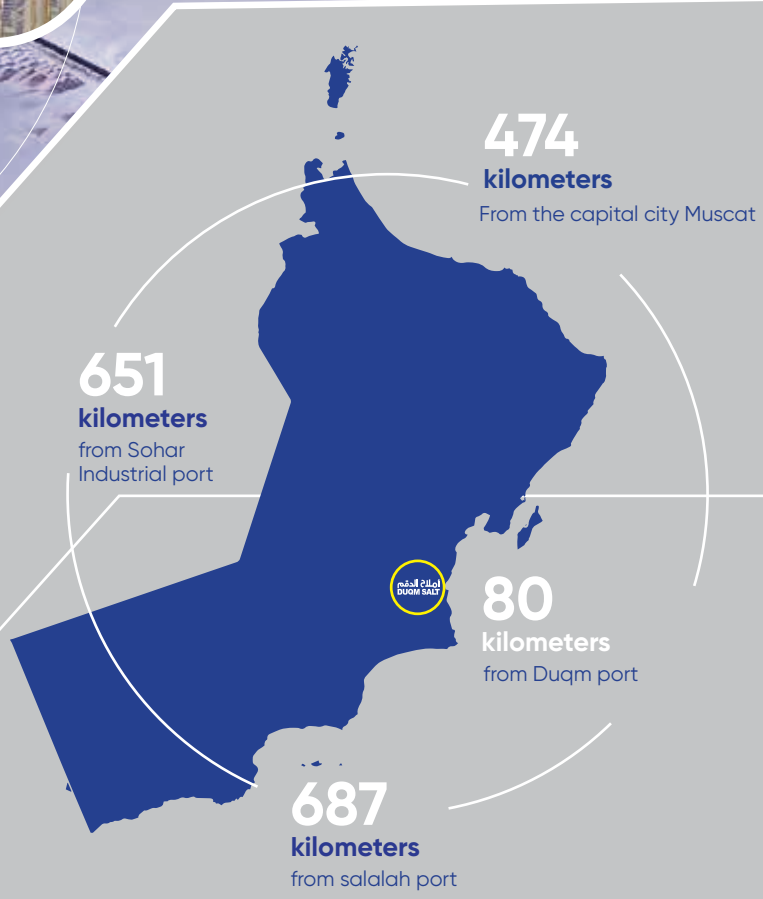 474
kilometers
From the capital city Muscat
651
kilometers
from Sohar
Industrial port
أملاح الدقم
DUQM SALT
80
kilometers
from Duqm port
687
kilometers
from salalah port